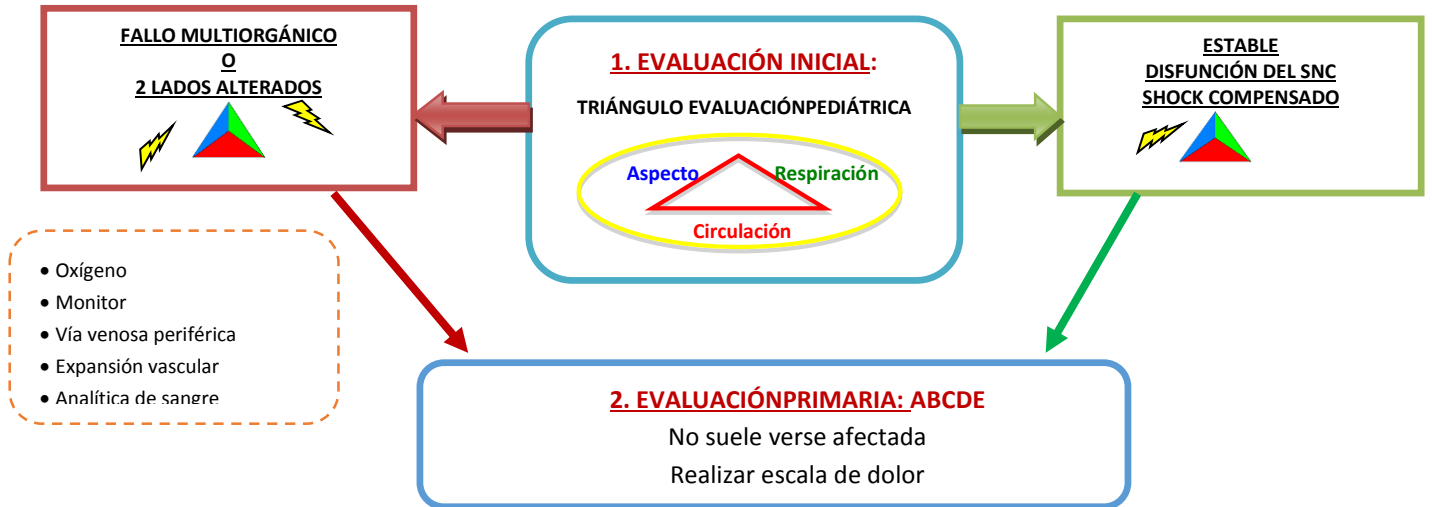 FALLO MULTIORGÁNICO
O
2 LADOS ALTERADOS
1. EVALUACIÓN INICIAL:
TRIÁNGULO EVALUACIÓNPEDIÁTRICA
Aspecto
Respiración
Circulación
ESTABLE
DISFUNCIÓN DEL SNC
SHOCK COMPENSADO
• Oxígeno
• Monitor
• Vía venosa periférica
• Expansión vascular
• Analítica de sangre
2. EVALUACIÓNPRIMARIA: ABCDE
No suele verse afectada
Realizar escala de dolor